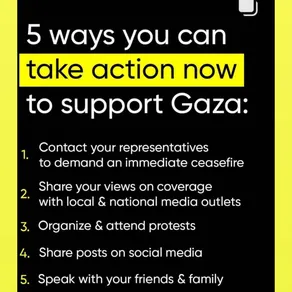 5 ways you can
take action now
to support Gaza:
1. Contact your representatives
to demand an immediate ceasefire
2. Share your views on coverage
with local & national media outlets
3. Organize & attend protests
4. Share posts on social media
5. Speak with your friends & family